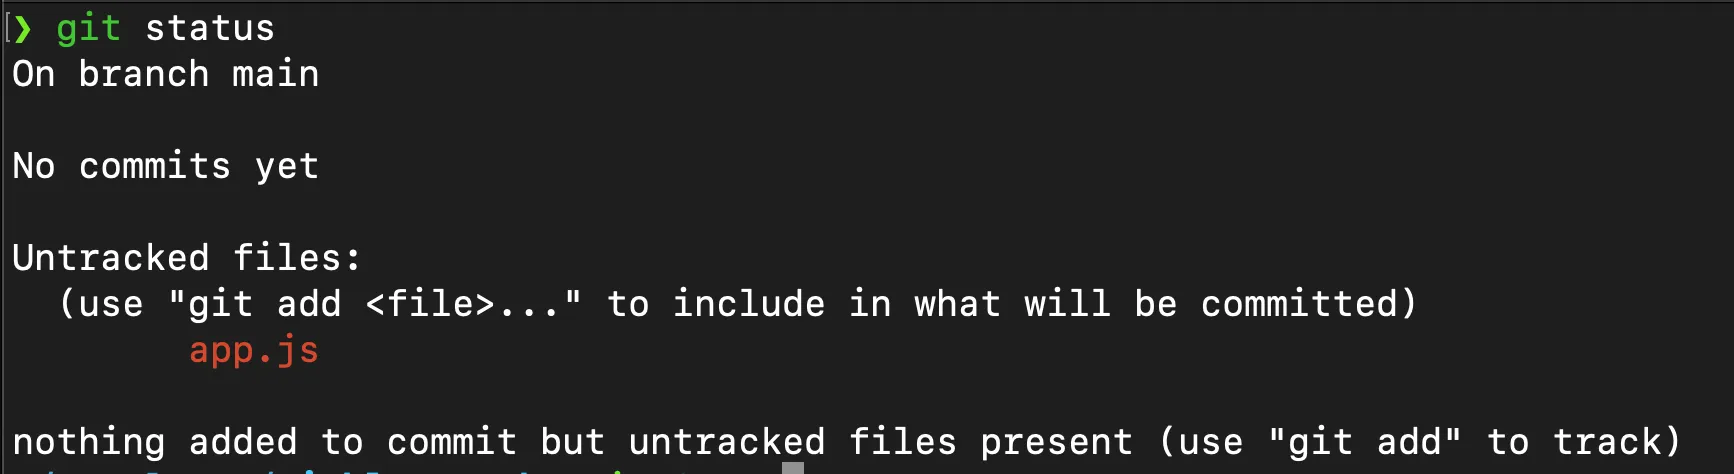 ❯ git status
On branch main
No commits yet
Untracked files:
(use "git add <file>..." to include in what will be committed)
app.js
nothing added to commit but untracked files present (use "git add" to track)